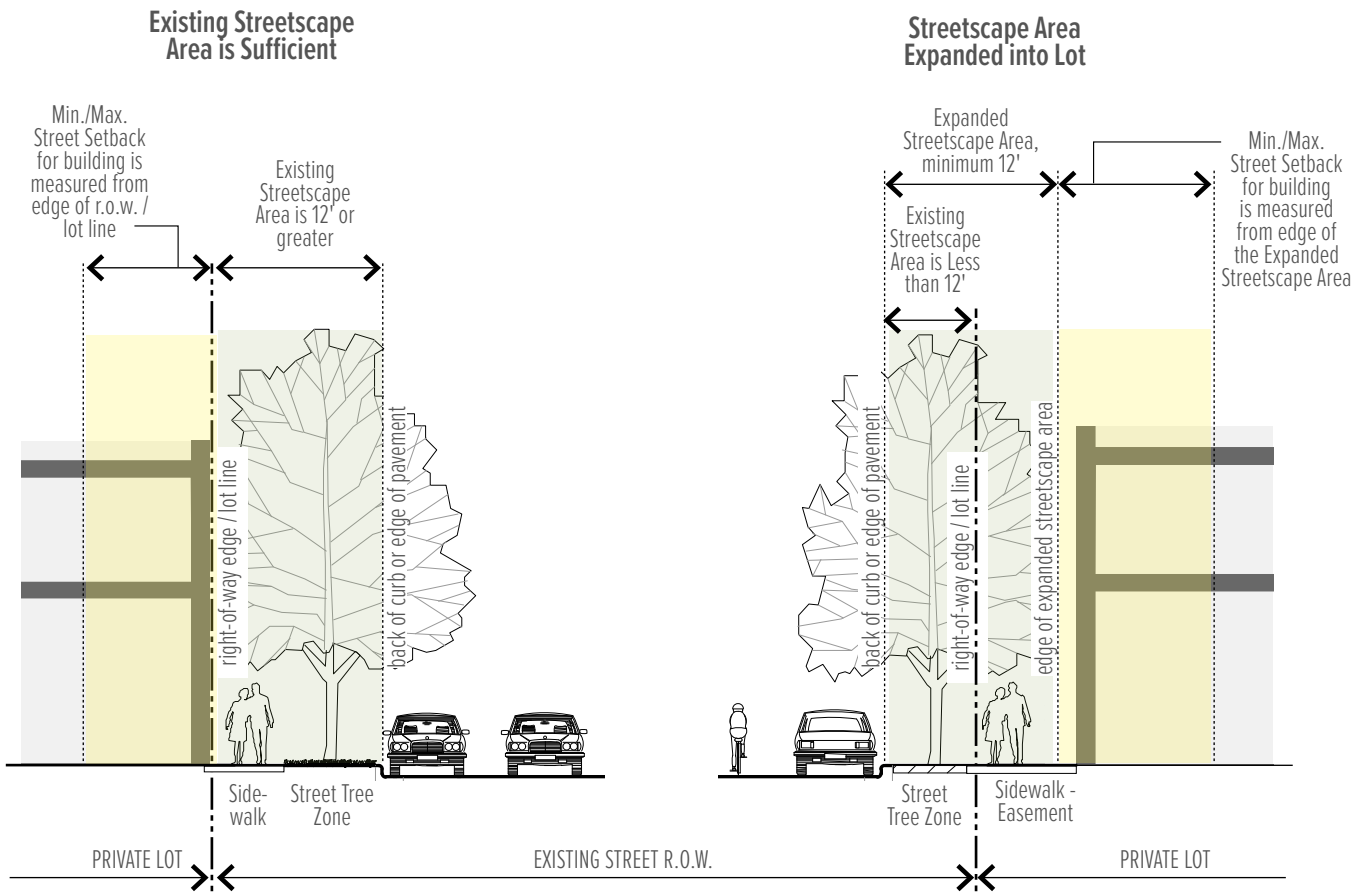 Existing Streetscape
Area is Sufficient
Min./Max.
Street Setback
for building is
measured from
edge of r.o.w. /
lot line
Existing
Streetscape
Area is 12' or
greater
right-of-way edge / lot line
back of curb or edge of pavement
Side-
walk
Street Tree
Zone
Streetscape Area
Expanded into Lot
Expanded
Streetscape Area,
minimum 12'
Existing
Streetscape
Area is Less
than 12'
Min./Max.
Street Setback
for building
is measured
from edge of
the Expanded
Streetscape Area
back of curb or edge of pavement
right-of-way edge / lot line
edge of expanded streetscape area
Street
Tree Zone
Sidewalk -
Easement
PRIVATE LOT
EXISTING STREET R.O.W.
PRIVATE LOT